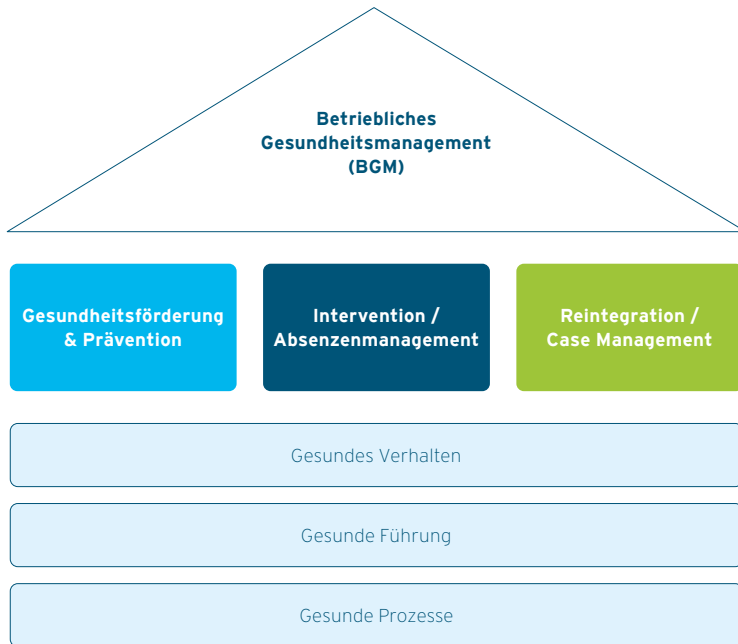 Betriebliches
Gesundheitsmanagement
(BGM)
Gesundheitsförderung
& Prävention
Intervention /
Absenzenmanagement
Reintegration /
Case Management
Gesundes Verhalten
Gesunde Führung
Gesunde Prozesse